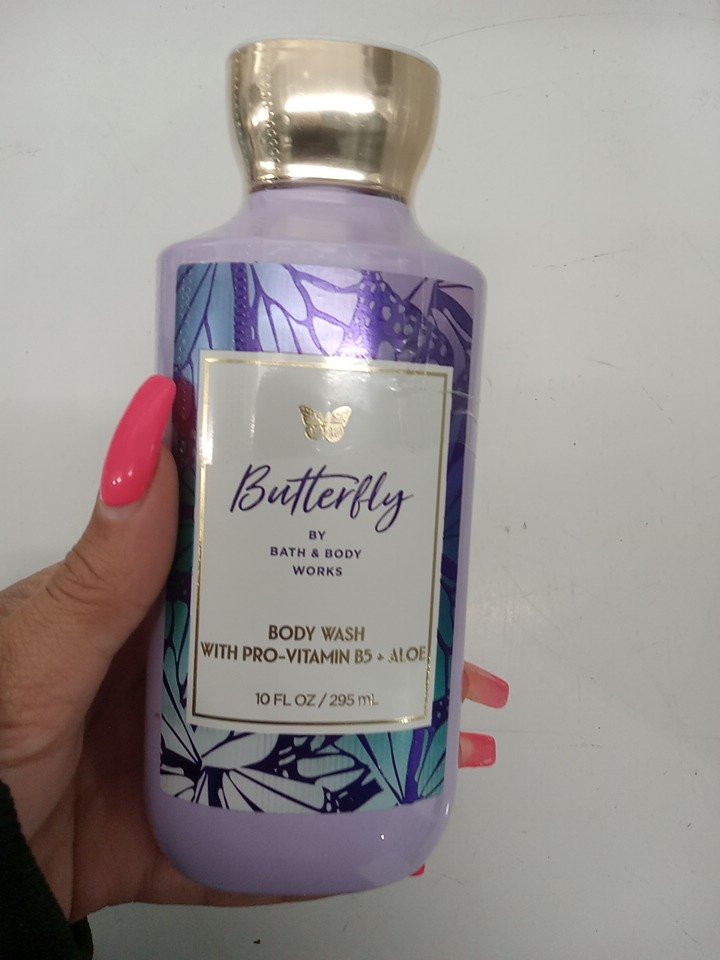 Butterfly
BY
BATH & BODY
WORKS
BODY WASH
WITH PRO-VITAMIN B5 + ALOE
10 FL OZ / 295 mL